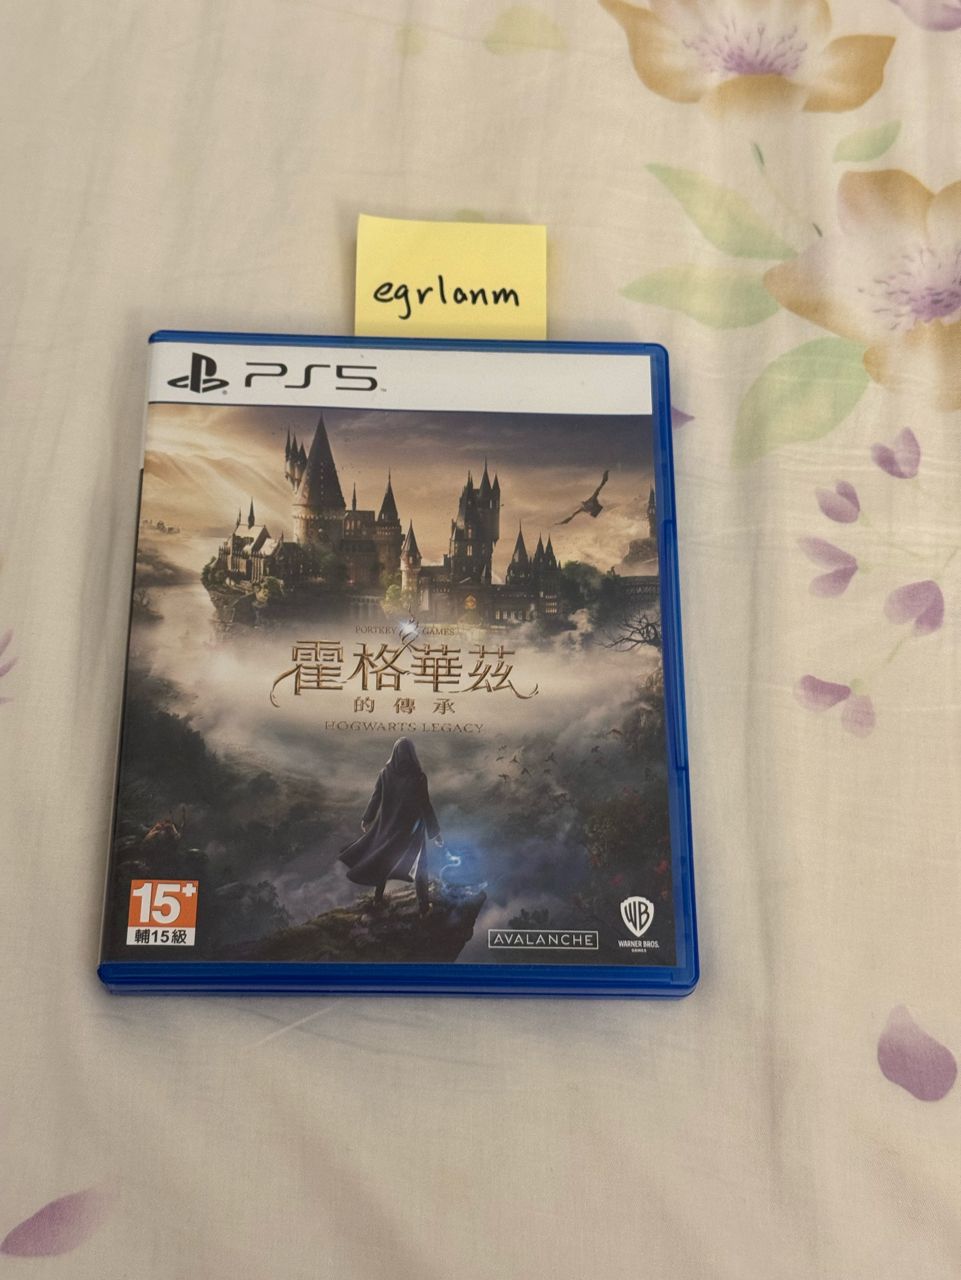 egrlanm
PS5
PORTKEY GAMES
霍格華茲
的傳承
HOGWARTS LEGACY
15+
輔15級
AVALANCHE
WB
WARNER BROS.
GAMES